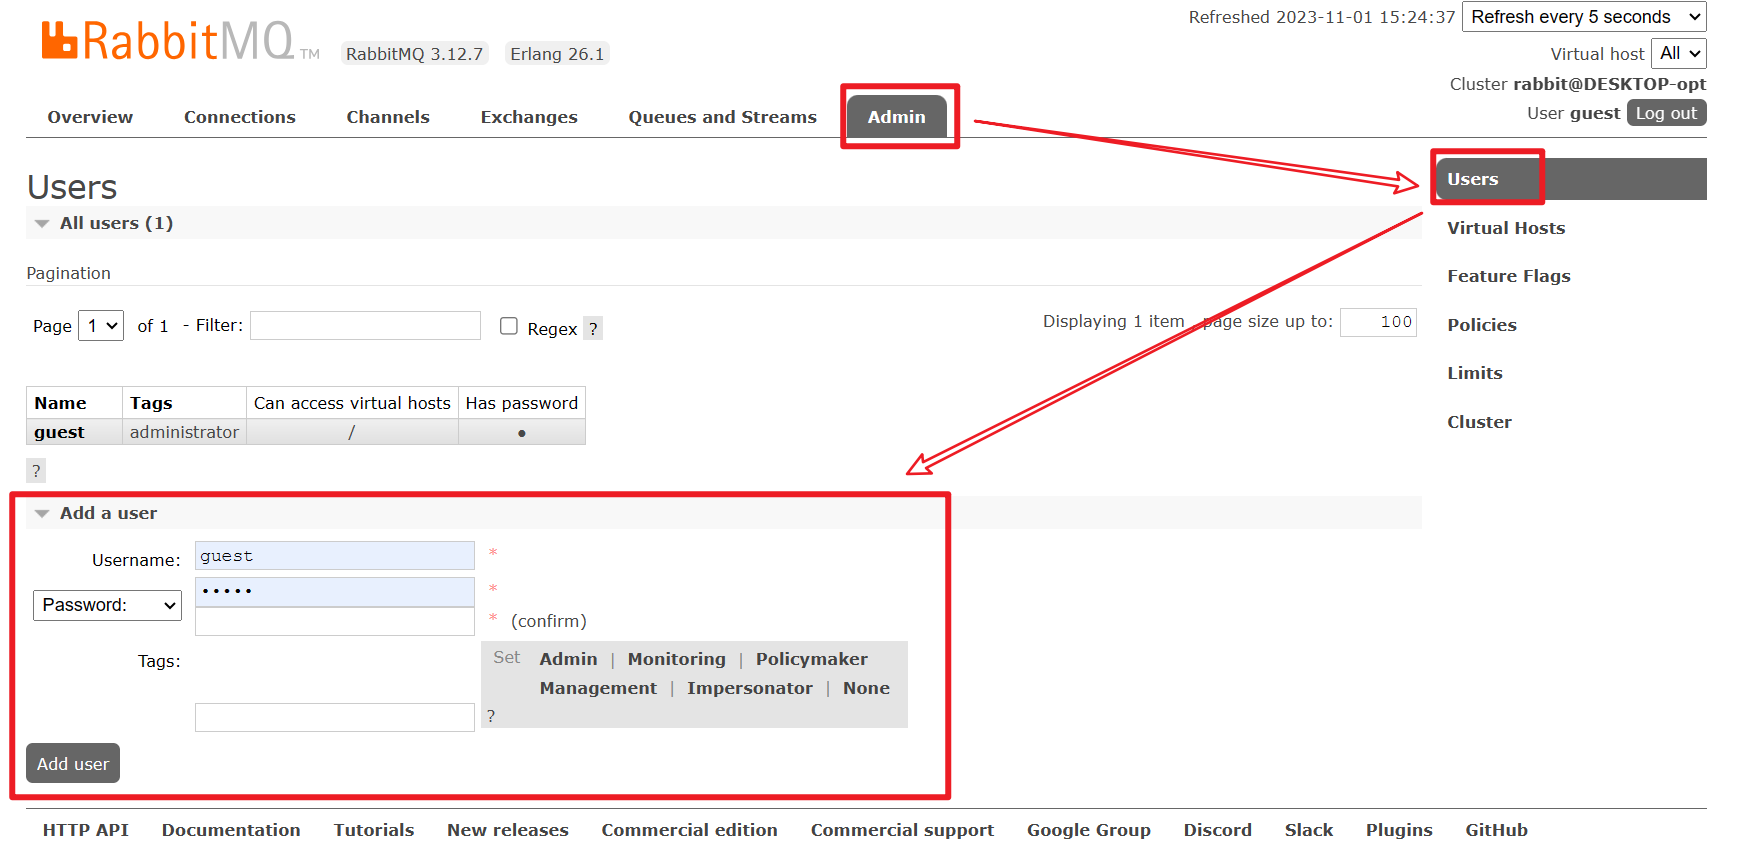 Refreshed 2023-11-01 15:24:37 Refresh every 5 seconds
RabbitMQ TM RabbitMQ 3.12.7 Erlang 26.1
Virtual host All
Cluster rabbit@DESKTOP-opt
User guest Log out
Overview Connections Channels Exchanges Queues and Streams Admin
Users
Virtual Hosts
Feature Flags
Policies
Limits
Cluster
Users
All users (1)
Pagination
Page 1 of 1 - Filter: Regex ?
Displaying 1 item page size up to: 100
Name Tags Can access virtual hosts Has password
guest administrator / ●
?
Add a user
Username: guest *
Password: ••••• *
* (confirm)
Tags: Set Admin | Monitoring | Policymaker
Management | Impersonator | None
?
Add user
HTTP API Documentation Tutorials New releases Commercial edition Commercial support Google Group Discord Slack Plugins GitHub